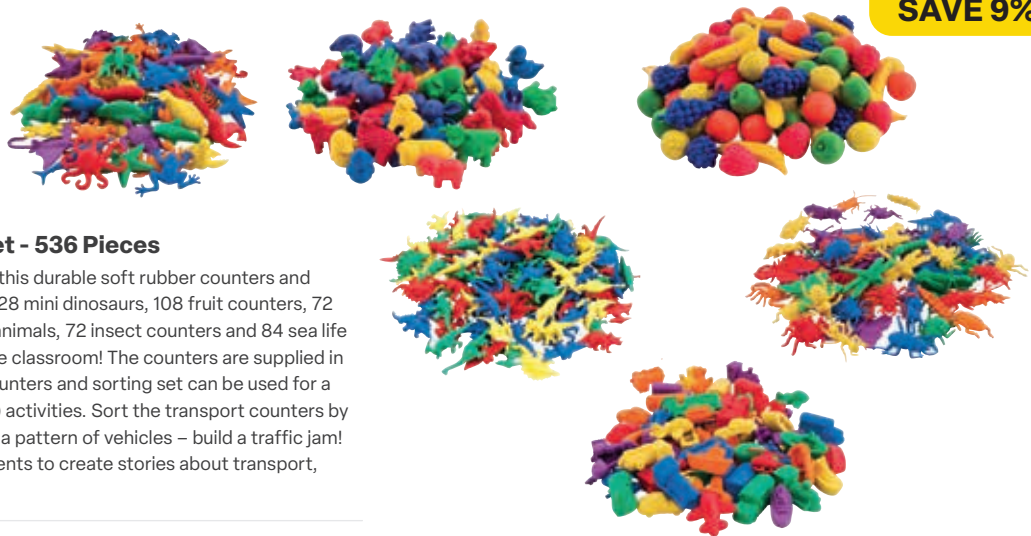 SAVE 9%
et - 536 Pieces
this durable soft rubber counters and
28 mini dinosaurs, 108 fruit counters, 72
animals, 72 insect counters and 84 sea life
e classroom! The counters are supplied in
unters and sorting set can be used for a
activities. Sort the transport counters by
a pattern of vehicles – build a traffic jam!
ents to create stories about transport,